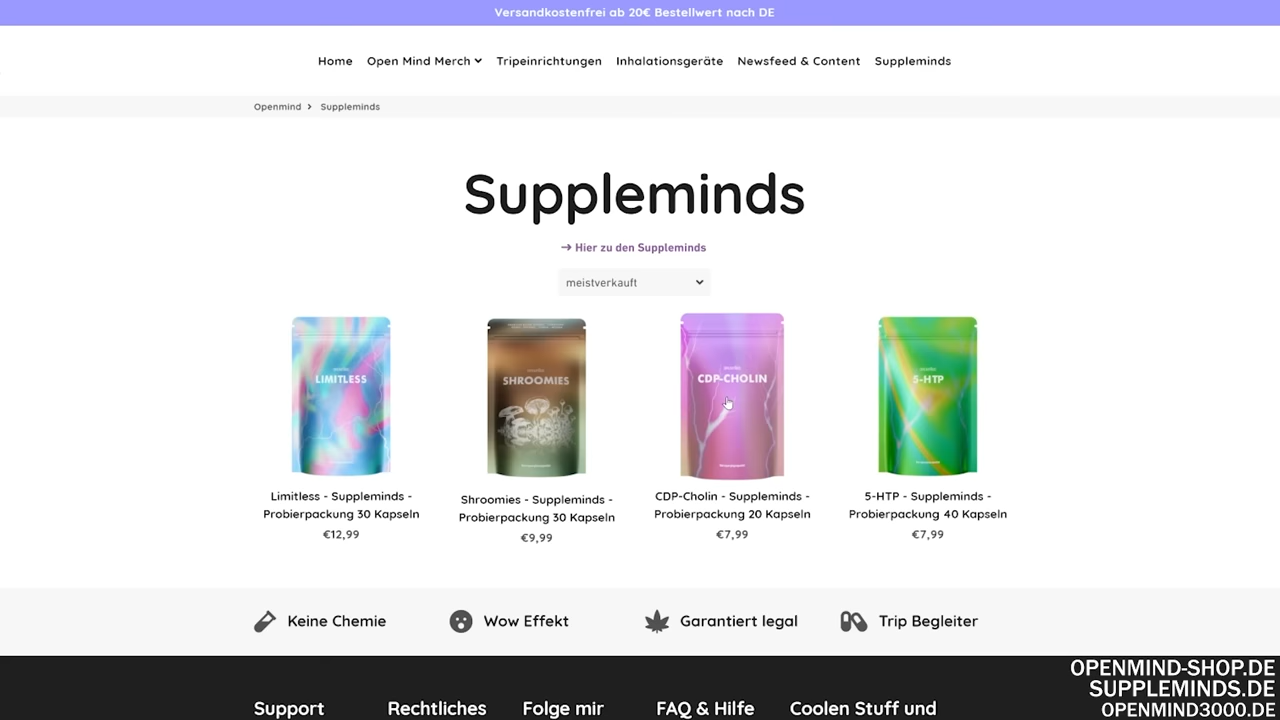 Versandkostenfrei ab 20€ Bestellwert nach DE
Home Open Mind Merch Tripeinrichtungen Inhalationsgeräte Newsfeed & Content Suppleminds
Openmind Suppleminds
Suppleminds
→ Hier zu den Suppleminds
meistverkauft
LIMITLESS
SHROOMIES
CDP-CHOLIN
5-HTP
Limitless - Suppleminds -
Probierpackung 30 Kapseln
€12,99
Shroomies - Suppleminds -
Probierpackung 30 Kapseln
€9,99
CDP-Cholin - Suppleminds -
Probierpackung 20 Kapseln
€7,99
5-HTP - Suppleminds -
Probierpackung 40 Kapseln
€7,99
Keine Chemie
Wow Effekt
Garantiert legal
Trip Begleiter
Support
Rechtliches
Folge mir
FAQ & Hilfe
Coolen Stuff und
OPENMIND-SHOP.DE
SUPPLEMINDS.DE
OPENMIND3000.DE